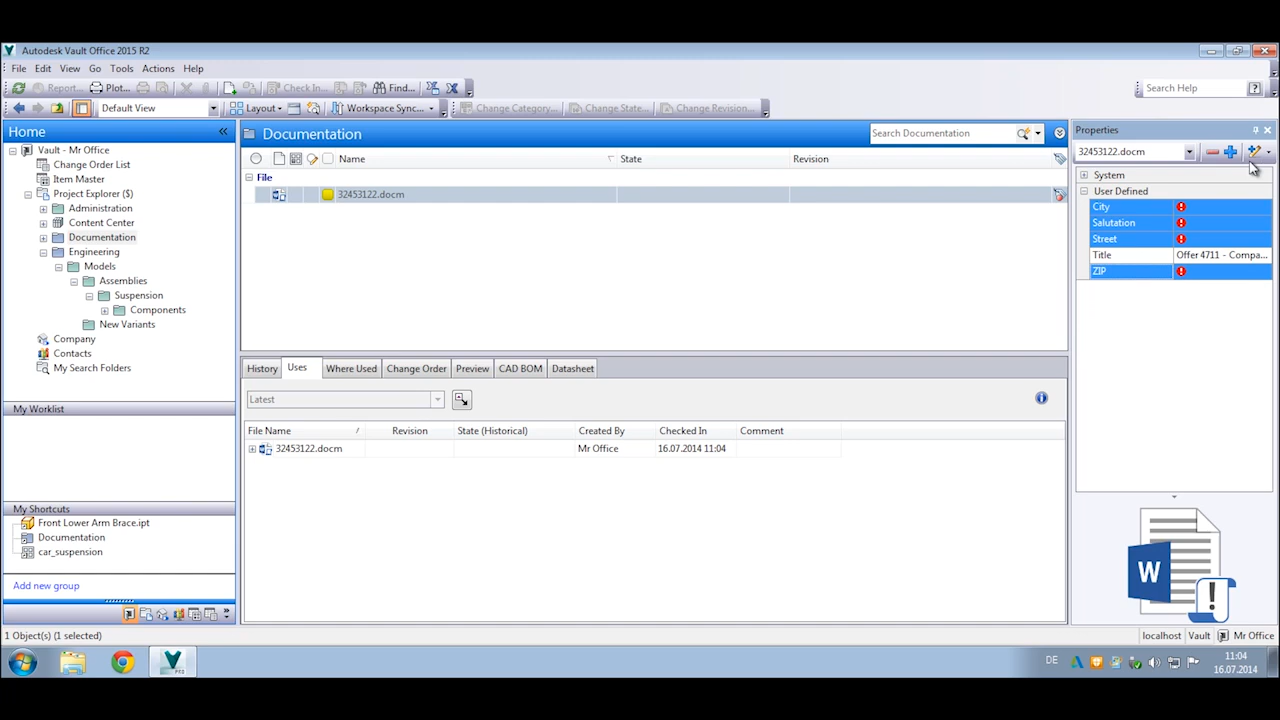 Autodesk Vault Office 2015 R2
File Edit View Go Tools Actions Help
Report... Plot... Check In... Find...
Search Help
Default View Layout Workspace Sync... Change Category... Change State... Change Revision...
Home
Vault - Mr Office
Change Order List
Item Master
Project Explorer ($)
Administration
Content Center
Documentation
Engineering
Models
Assemblies
Suspension
Components
New Variants
Company
Contacts
My Search Folders
My Worklist
My Shortcuts
Front Lower Arm Brace.ipt
Documentation
car_suspension
Add new group
Documentation
Search Documentation
Name State Revision
File
32453122.docm
History Uses Where Used Change Order Preview CAD BOM Datasheet
Latest
File Name Revision State (Historical) Created By Checked In Comment
32453122.docm Mr Office 16.07.2014 11:04
Properties
32453122.docm
System
User Defined
City
Salutation
Street
Title Offer 4711 - Compa...
ZIP
W
1 Object(s) (1 selected)
localhost Vault Mr Office
DE
11:04
16.07.2014